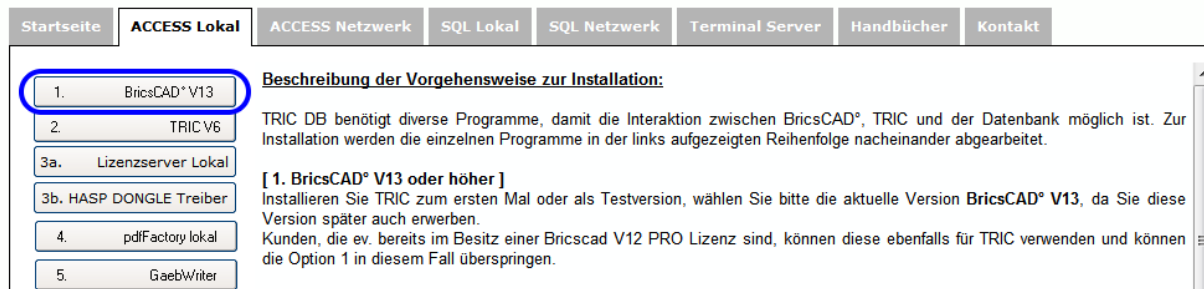 Startseite ACCESS Lokal ACCESS Netzwerk SQL Lokal SQL Netzwerk Terminal Server Handbücher Kontakt
1. BricsCAD° V13
2. TRIC V6
3a. Lizenzserver Lokal
3b. HASP DONGLE Treiber
4. pdfFactory lokal
5. GaebWriter
Beschreibung der Vorgehensweise zur Installation:
TRIC DB benötigt diverse Programme, damit die Interaktion zwischen BricsCAD°, TRIC und der Datenbank möglich ist. Zur
Installation werden die einzelnen Programme in der links aufgezeigten Reihenfolge nacheinander abgearbeitet.
[ 1. BricsCAD° V13 oder höher ]
Installieren Sie TRIC zum ersten Mal oder als Testversion, wählen Sie bitte die aktuelle Version BricsCAD° V13, da Sie diese
Version später auch erwerben.
Kunden, die ev. bereits im Besitz einer Bricscad V12 PRO Lizenz sind, können diese ebenfalls für TRIC verwenden und können
die Option 1 in diesem Fall überspringen.